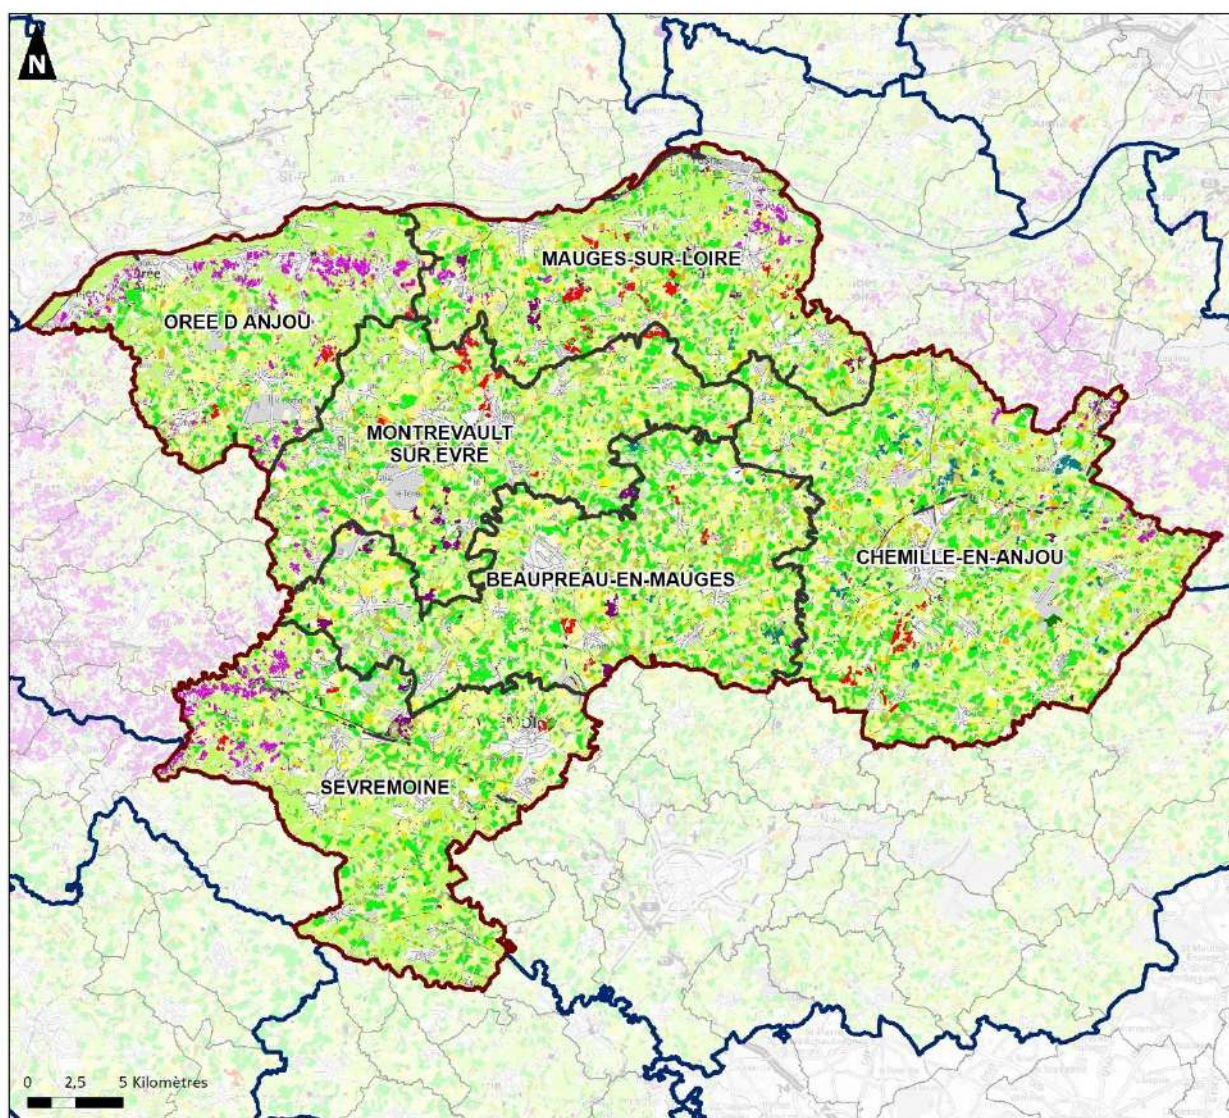 N
MAUGES-SUR-LOIRE
OREE D ANJOU
MONTREVAULT
SUR EVRE
CHEMILLE-EN-ANJOU
BEAUPREAU-EN-MAUGES
SEVREMOINE
0 2,5 5 Kilomètres